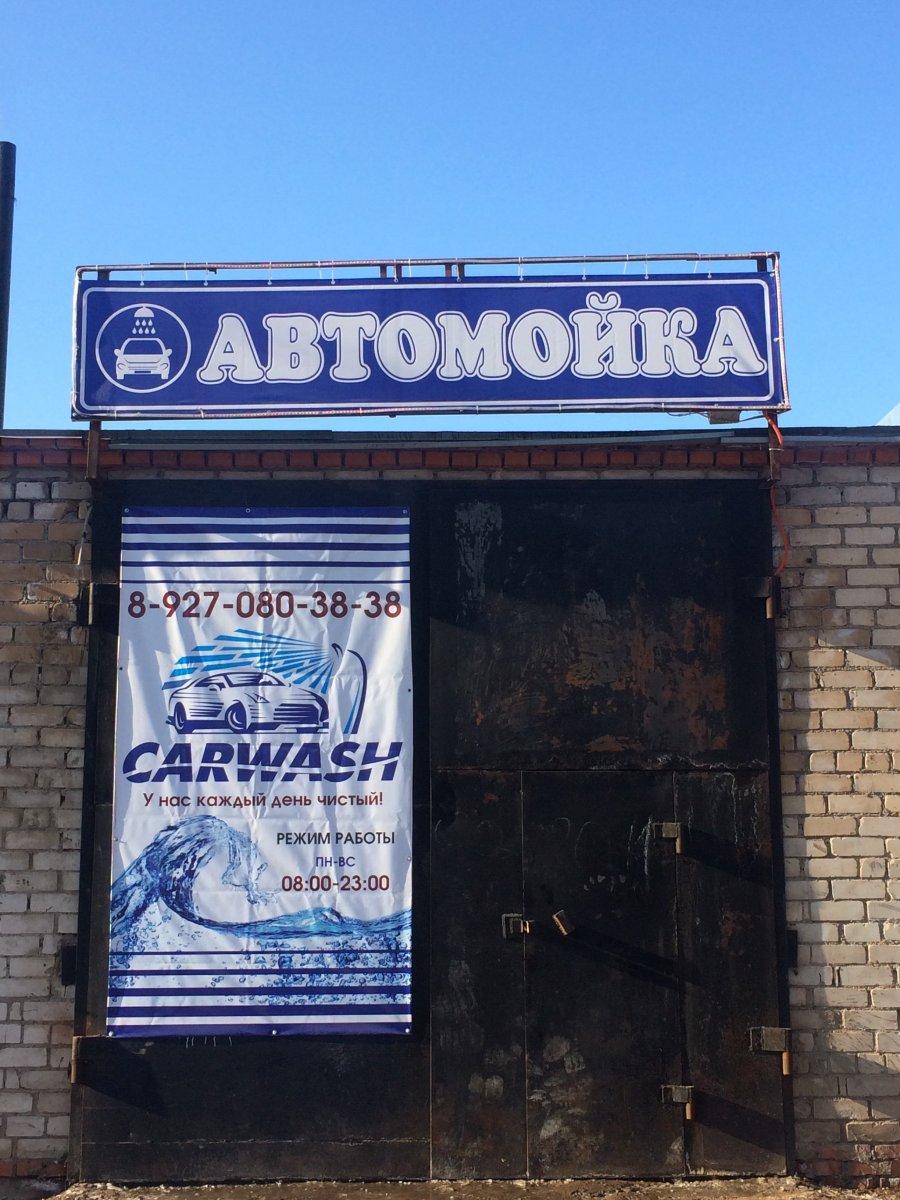 АВТОМОЙКА
8-927-080-38-38
CARWASH
У нас каждый день чистый!
РЕЖИМ РАБОТЫ
ПН-ВС
08:00-23:00